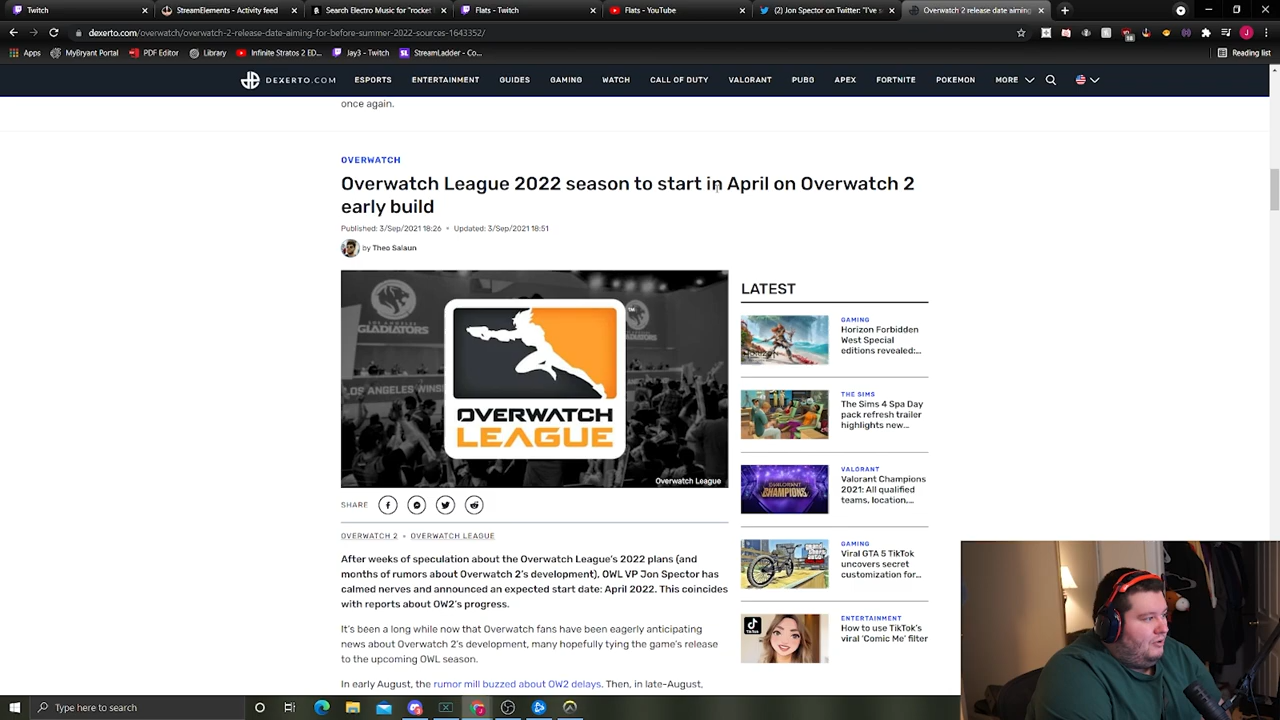 Twitch
StreamElements - Activity feed
Search Electro Music for "rocket
Flats - Twitch
Flats - YouTube
(2) Jon Spector on Twitter: "I've s
Overwatch 2 release date aiming
dexerto.com/overwatch/overwatch-2-release-date-aiming-for-before-summer-2022-sources-1643352/
Apps
MyBryant Portal
PDF Editor
Library
Infinite Stratos 2 ED...
Jay3 - Twitch
StreamLadder - Co...
Reading list
DEXERTO.COM
ESPORTS
ENTERTAINMENT
GUIDES
GAMING
WATCH
CALL OF DUTY
VALORANT
PUBG
APEX
FORTNITE
POKEMON
MORE
once again.
OVERWATCH
Overwatch League 2022 season to start in April on Overwatch 2
early build
Published: 3/Sep/2021 18:26 • Updated: 3/Sep/2021 18:51
by Theo Salaun
LOS ANGELES
GLADIATORS
LOS ANGELES WINS
OVERWATCH
LEAGUE
TM
Overwatch League
SHARE
OVERWATCH 2 • OVERWATCH LEAGUE
After weeks of speculation about the Overwatch League's 2022 plans (and
months of rumors about Overwatch 2's development), OWL VP Jon Spector has
calmed nerves and announced an expected start date: April 2022. This coincides
with reports about OW2's progress.
It's been a long while now that Overwatch fans have been eagerly anticipating
news about Overwatch 2's development, many hopefully tying the game's release
to the upcoming OWL season.
In early August, the rumor mill buzzed about OW2 delays. Then, in late-August,
LATEST
GAMING
Horizon Forbidden
West Special
editions revealed:...
THE SIMS
The Sims 4 Spa Day
pack refresh trailer
highlights new...
VALORANT
Valorant Champions
2021: All qualified
teams, location,...
CHAMPIONS
GAMING
Viral GTA 5 TikTok
uncovers secret
customization for...
ENTERTAINMENT
How to use TikTok's
viral 'Comic Me' filter
Type here to search